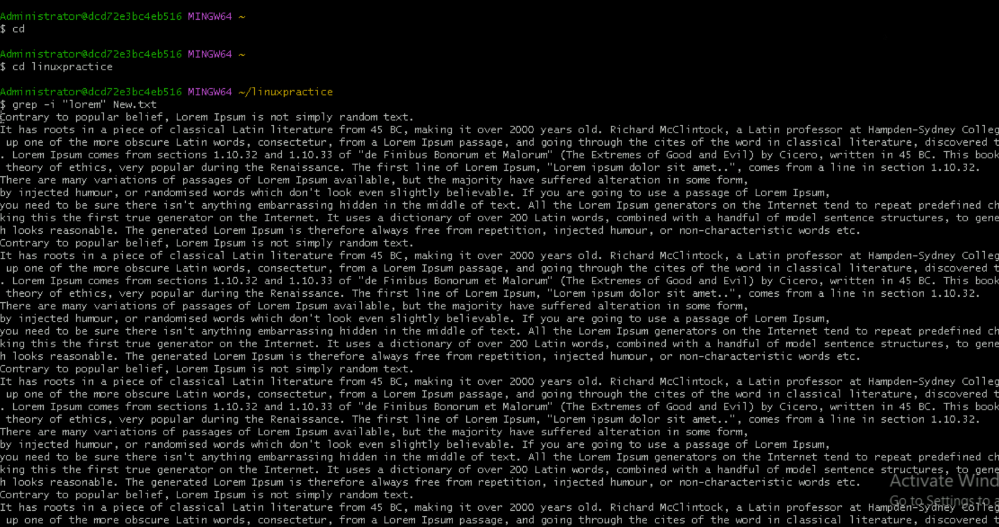 Administrator@dcd72e3bc4eb516 MINGW64 ~
$ cd
Administrator@dcd72e3bc4eb516 MINGW64 ~
$ cd linuxpractice
Administrator@dcd72e3bc4eb516 MINGW64 ~/linuxpractice
$ grep -i "lorem" New.txt
Contrary to popular belief, Lorem Ipsum is not simply random text.
It has roots in a piece of classical Latin literature from 45 BC, making it over 2000 years old. Richard McClintock, a Latin professor at Hampden-Sydney Colleg
up one of the more obscure Latin words, consectetur, from a Lorem Ipsum passage, and going through the cites of the word in classical literature, discovered t
. Lorem Ipsum comes from sections 1.10.32 and 1.10.33 of "de Finibus Bonorum et Malorum" (The Extremes of Good and Evil) by Cicero, written in 45 BC. This book
theory of ethics, very popular during the Renaissance. The first line of Lorem Ipsum, "Lorem ipsum dolor sit amet..", comes from a line in section 1.10.32.
There are many variations of passages of Lorem Ipsum available, but the majority have suffered alteration in some form,
by injected humour, or randomised words which don't look even slightly believable. If you are going to use a passage of Lorem Ipsum,
you need to be sure there isn't anything embarrassing hidden in the middle of text. All the Lorem Ipsum generators on the Internet tend to repeat predefined ch
king this the first true generator on the Internet. It uses a dictionary of over 200 Latin words, combined with a handful of model sentence structures, to gene
h looks reasonable. The generated Lorem Ipsum is therefore always free from repetition, injected humour, or non-characteristic words etc.
Contrary to popular belief, Lorem Ipsum is not simply random text.
It has roots in a piece of classical Latin literature from 45 BC, making it over 2000 years old. Richard McClintock, a Latin professor at Hampden-Sydney Colleg
up one of the more obscure Latin words, consectetur, from a Lorem Ipsum passage, and going through the cites of the word in classical literature, discovered t
. Lorem Ipsum comes from sections 1.10.32 and 1.10.33 of "de Finibus Bonorum et Malorum" (The Extremes of Good and Evil) by Cicero, written in 45 BC. This book
theory of ethics, very popular during the Renaissance. The first line of Lorem Ipsum, "Lorem ipsum dolor sit amet..", comes from a line in section 1.10.32.
There are many variations of passages of Lorem Ipsum available, but the majority have suffered alteration in some form,
by injected humour, or randomised words which don't look even slightly believable. If you are going to use a passage of Lorem Ipsum,
you need to be sure there isn't anything embarrassing hidden in the middle of text. All the Lorem Ipsum generators on the Internet tend to repeat predefined ch
king this the first true generator on the Internet. It uses a dictionary of over 200 Latin words, combined with a handful of model sentence structures, to gene
h looks reasonable. The generated Lorem Ipsum is therefore always free from repetition, injected humour, or non-characteristic words etc.
Contrary to popular belief, Lorem Ipsum is not simply random text.
It has roots in a piece of classical Latin literature from 45 BC, making it over 2000 years old. Richard McClintock, a Latin professor at Hampden-Sydney Colleg
up one of the more obscure Latin words, consectetur, from a Lorem Ipsum passage, and going through the cites of the word in classical literature, discovered t
. Lorem Ipsum comes from sections 1.10.32 and 1.10.33 of "de Finibus Bonorum et Malorum" (The Extremes of Good and Evil) by Cicero, written in 45 BC. This book
theory of ethics, very popular during the Renaissance. The first line of Lorem Ipsum, "Lorem ipsum dolor sit amet..", comes from a line in section 1.10.32.
There are many variations of passages of Lorem Ipsum available, but the majority have suffered alteration in some form,
by injected humour, or randomised words which don't look even slightly believable. If you are going to use a passage of Lorem Ipsum,
you need to be sure there isn't anything embarrassing hidden in the middle of text. All the Lorem Ipsum generators on the Internet tend to repeat predefined ch
king this the first true generator on the Internet. It uses a dictionary of over 200 Latin words, combined with a handful of model sentence structures, to gene
h looks reasonable. The generated Lorem Ipsum is therefore always free from repetition, injected humour, or non-characteristic words etc.
Activate Wind
Contrary to popular belief, Lorem Ipsum is not simply random text.
Go to Settings to a
It has roots in a piece of classical Latin literature from 45 BC, making it over 2000 years old. Richard McClintock, a Latin professor at Hampden-Sydney Colleg
up one of the more obscure Latin words, consectetur, from a Lorem Ipsum passage, and going through the cites of the word in classical literature, discovered t